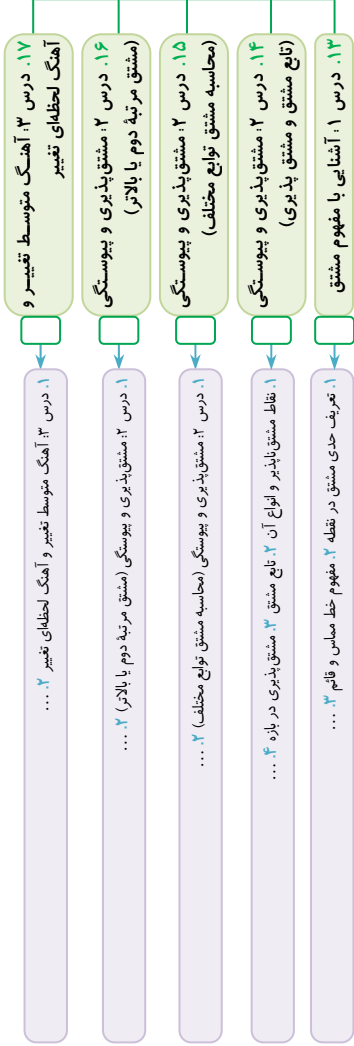 ۱۳. درس ۱: آشنایی با مفهوم مشتق
۱. تعریف حدی مشتق در نقطه ۲. مفهوم خط مماس و قائم ۳. ...
۱۴. درس ۲: مشتق‌پذیری و پیوستگی
(تابع مشتق و مشتق پذیری)
۱. نقاط مشتق‌ناپذیر و انواع آن ۲. تابع مشتق ۳. مشتق‌پذیری در بازه ۴. ...
۱۵. درس ۲: مشتق‌پذیری و پیوستگی
(محاسبه مشتق توابع مختلف)
۱. درس ۲: مشتق‌پذیری و پیوستگی (محاسبه مشتق توابع مختلف) ۲. ...
۱۶. درس ۲: مشتق‌پذیری و پیوستگی
(مشتق مرتبهٔ دوم یا بالاتر)
۱. درس ۲: مشتق‌پذیری و پیوستگی (مشتق مرتبهٔ دوم یا بالاتر) ۲. ...
۱۷. درس ۳: آهنگ متوسط تغییر و
آهنگ لحظه‌ای تغییر
۱. درس ۳: آهنگ متوسط تغییر و آهنگ لحظه‌ای تغییر ۲. ...